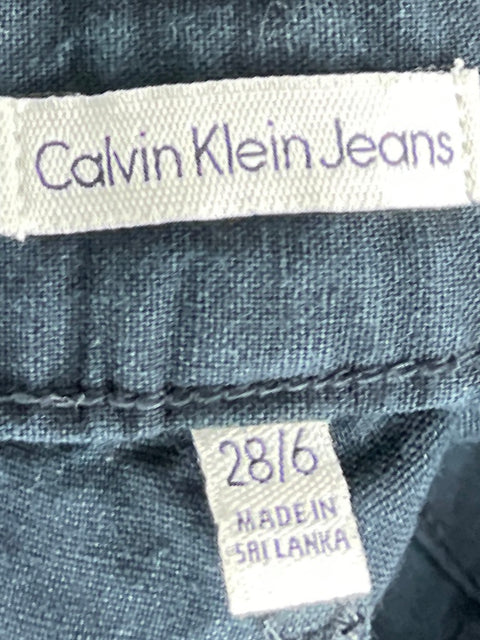 Calvin Klein Jeans
28/6
MADE IN
SRI LANKA